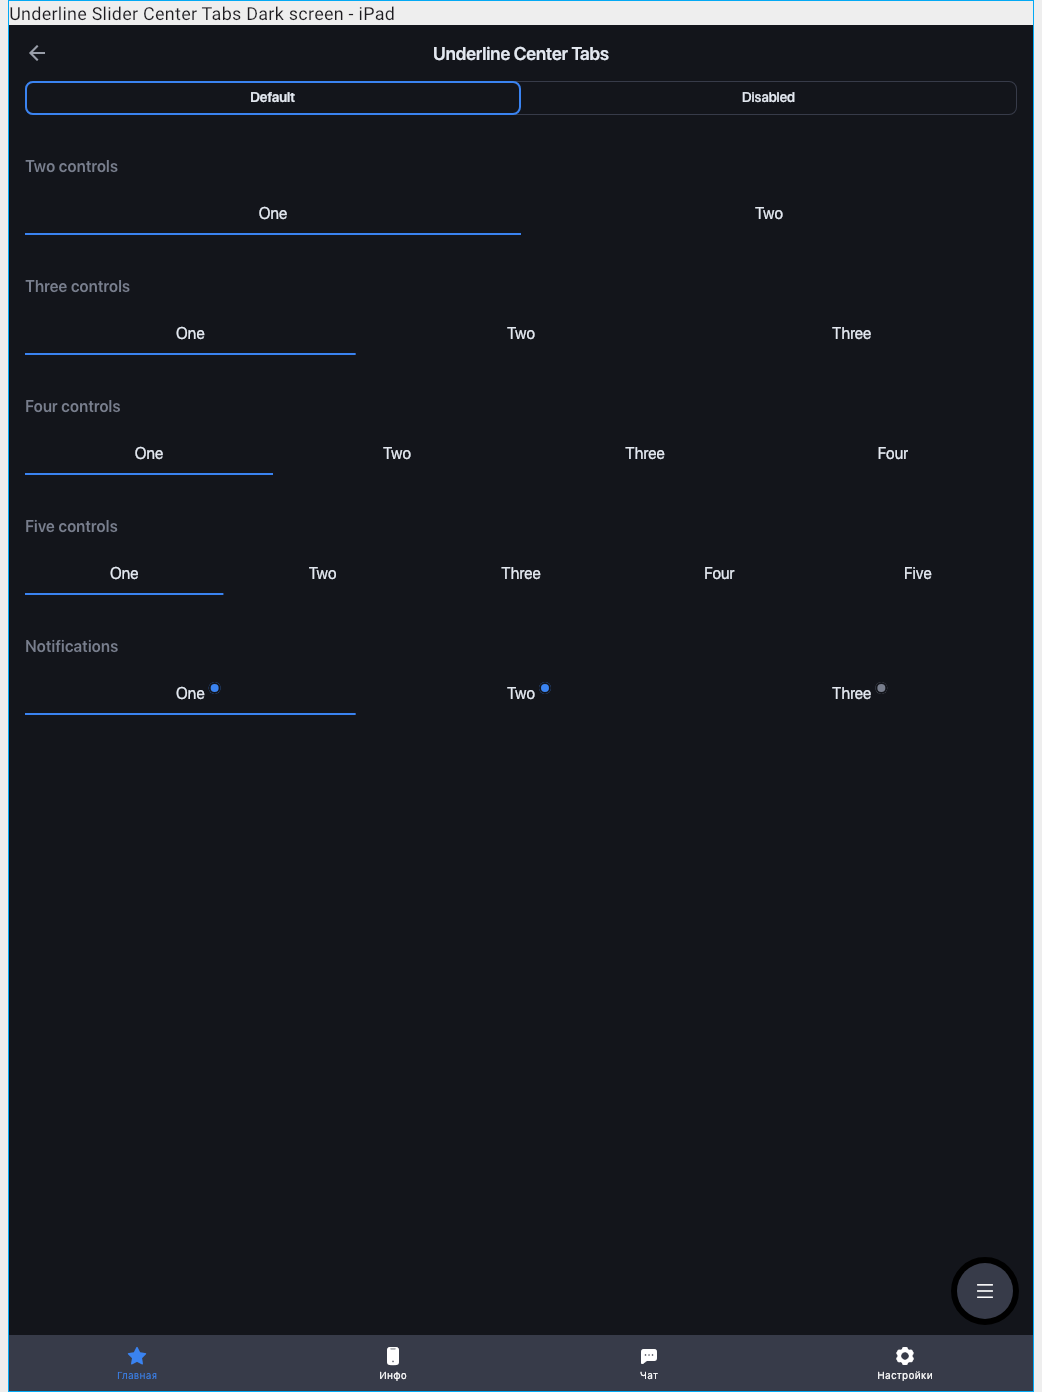 Underline Slider Center Tabs Dark screen - iPad
Underline Center Tabs
Default Disabled
Two controls
One Two
Three controls
One Two Three
Four controls
One Two Three Four
Five controls
One Two Three Four Five
Notifications
One Two Three
Главная Инфо Чат Настройки